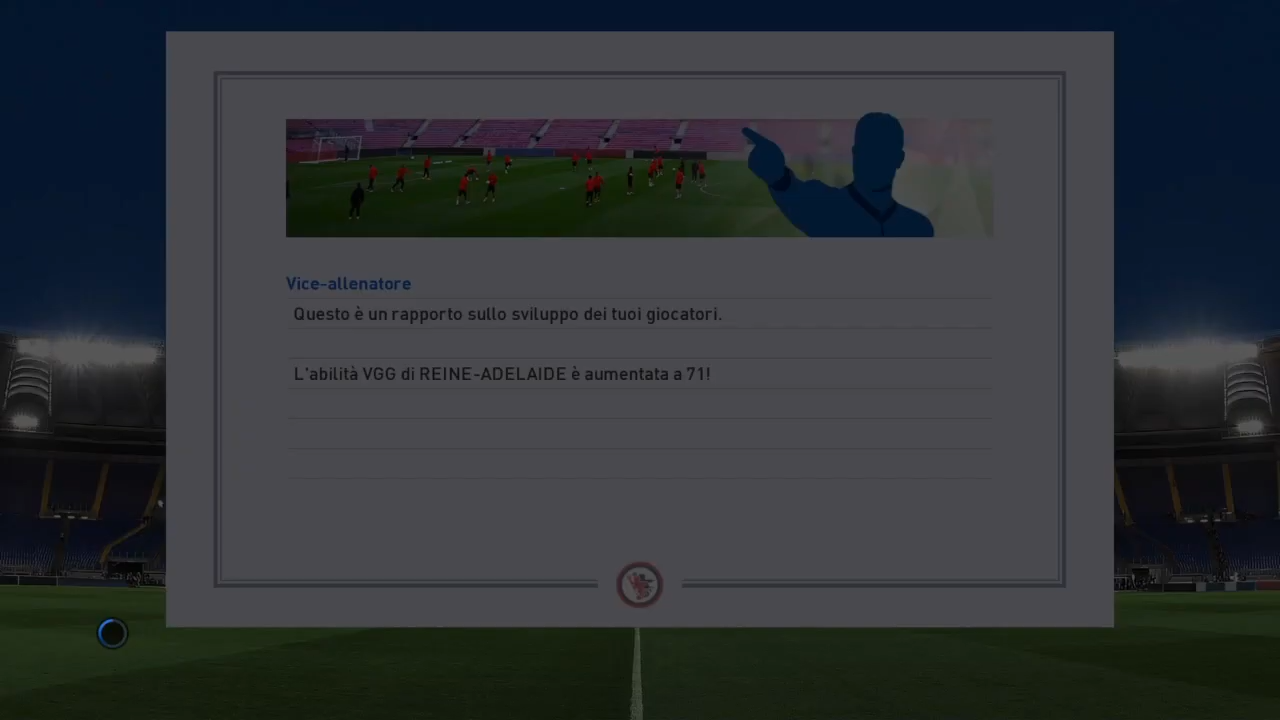 Vice-allenatore
Questo è un rapporto sullo sviluppo dei tuoi giocatori.
L'abilità VGG di REINE-ADELAIDE è aumentata a 71!